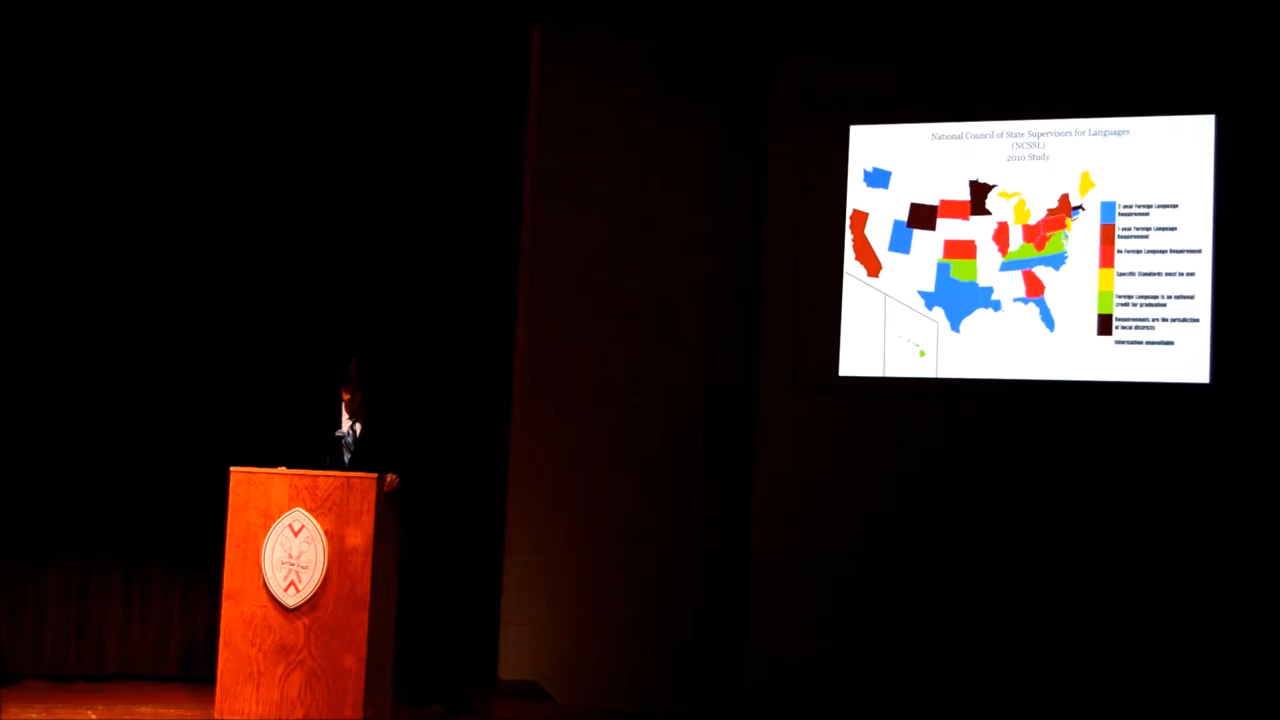 National Council of State Supervisors for Languages
(NCSSL)
2010 Study
2-year Foreign Language
Requirement
1-year Foreign Language
Requirement
No Foreign Language Requirement
Specific Standards must be met
Foreign Language is an optional
credit for graduation
Requirements are the jurisdiction
of local districts
Information unavailable